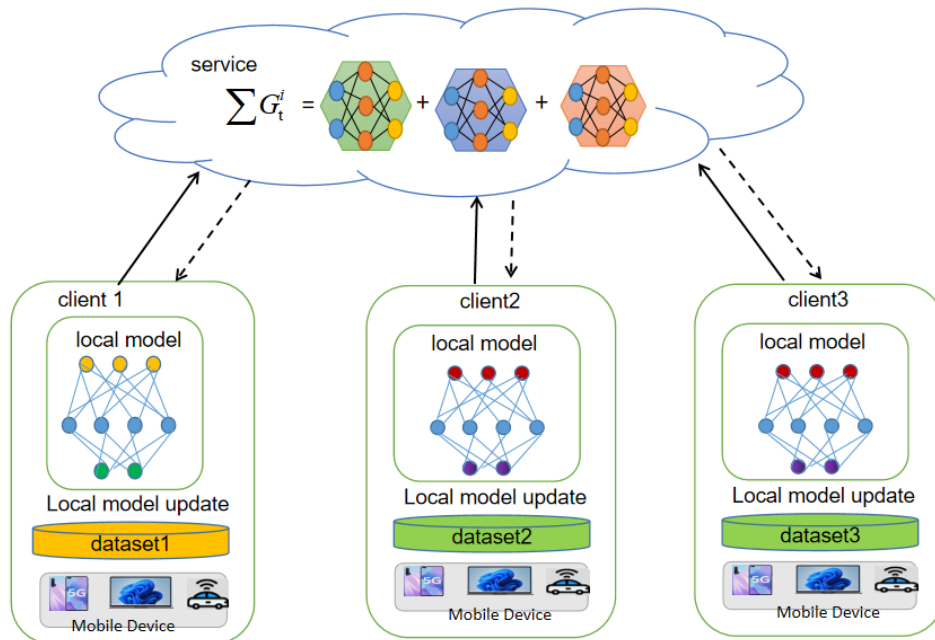 service
∑ G_t^i = + +
client 1
local model
Local model update
dataset1
5G
Mobile Device
client2
local model
Local model update
dataset2
5G
Mobile Device
client3
local model
Local model update
dataset3
5G
Mobile Device